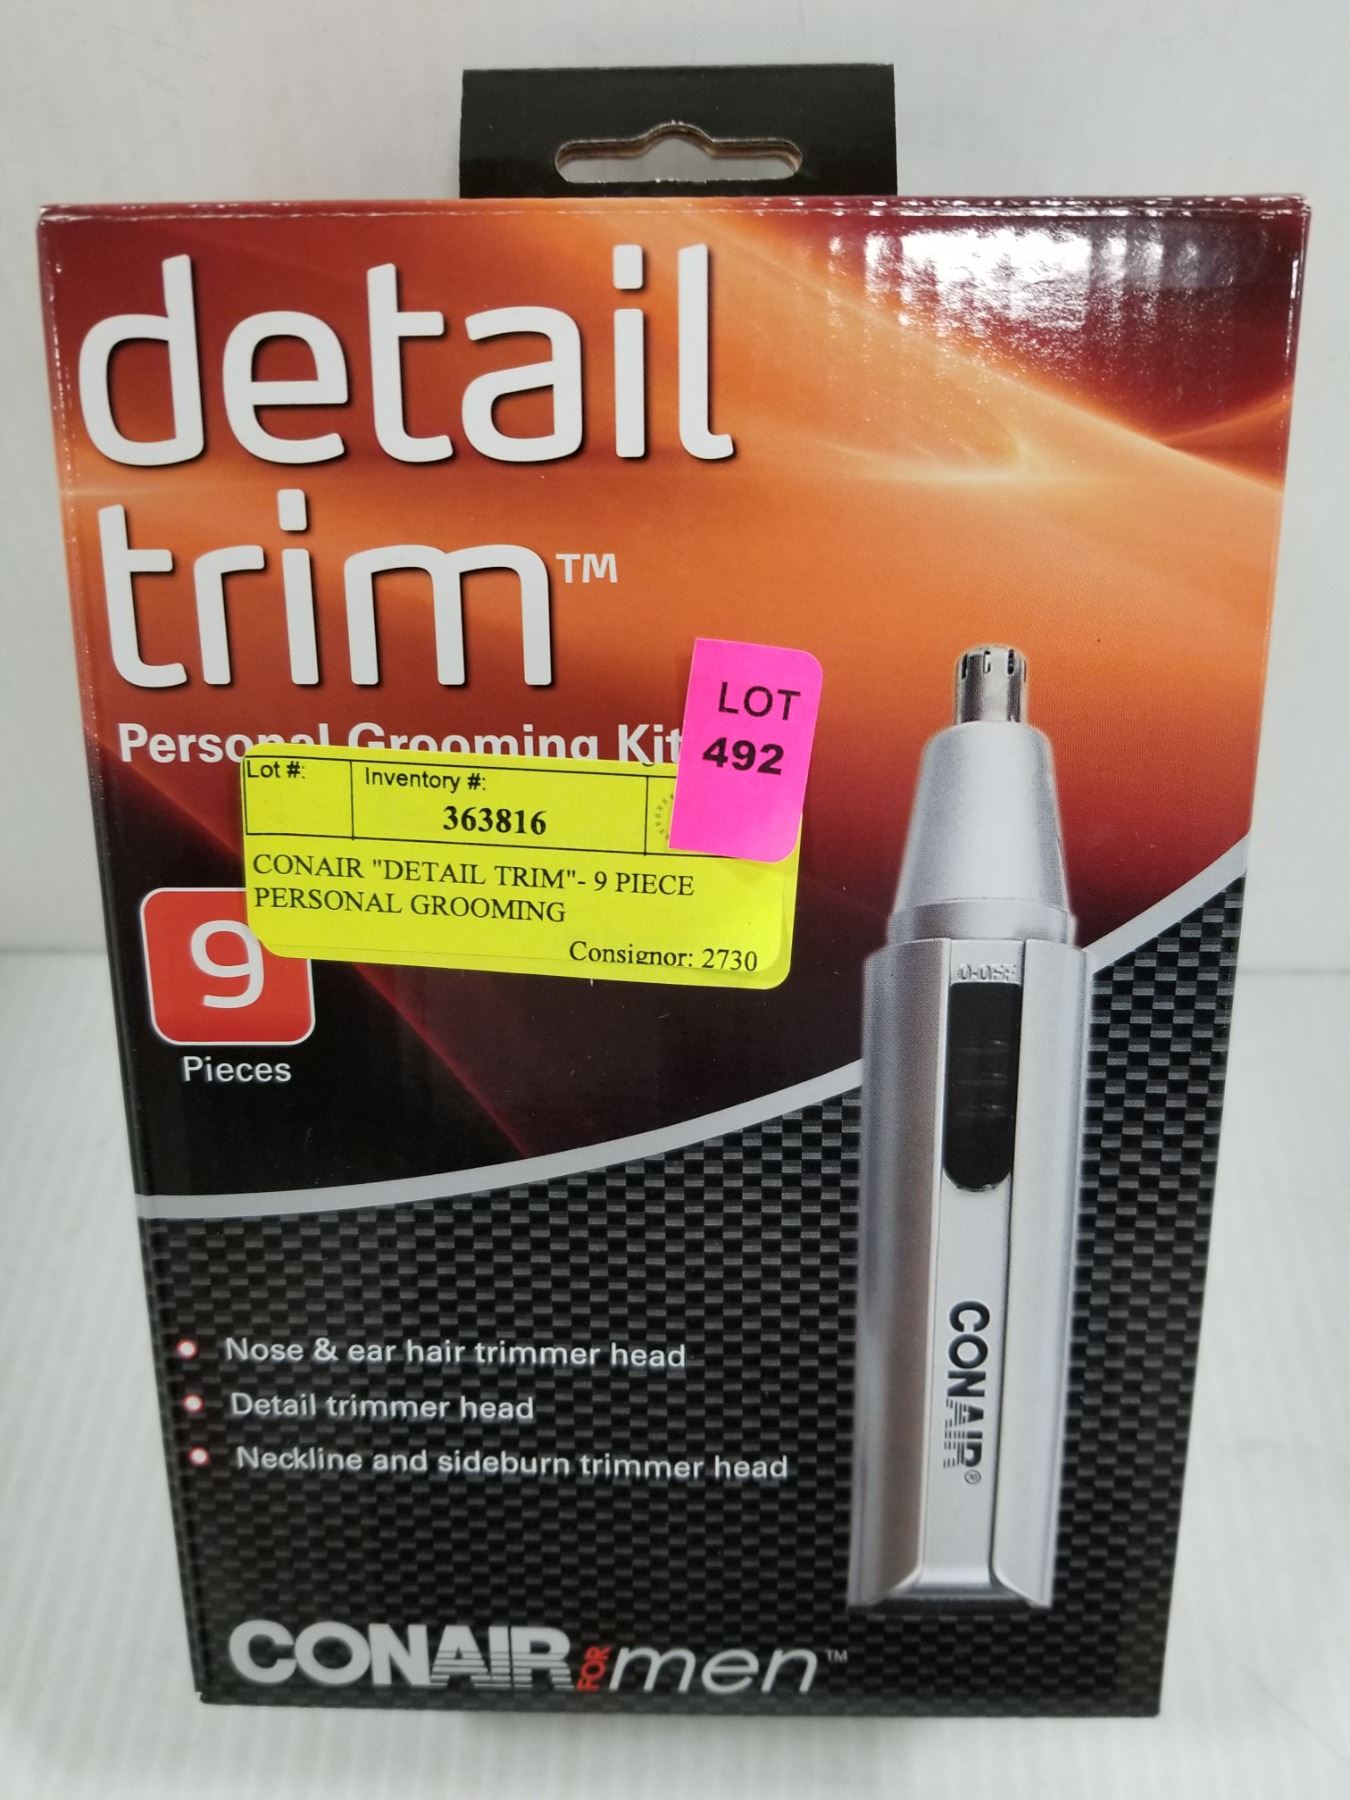 detail
trim™
Personal Grooming Kit
LOT
492
Lot #:
Inventory #:
363816
CONAIR "DETAIL TRIM"- 9 PIECE
PERSONAL GROOMING
Consignor: 2730
9
Pieces
0-OFF
CONAIR®
Nose & ear hair trimmer head
Detail trimmer head
Neckline and sideburn trimmer head
CONAIR FOR men™